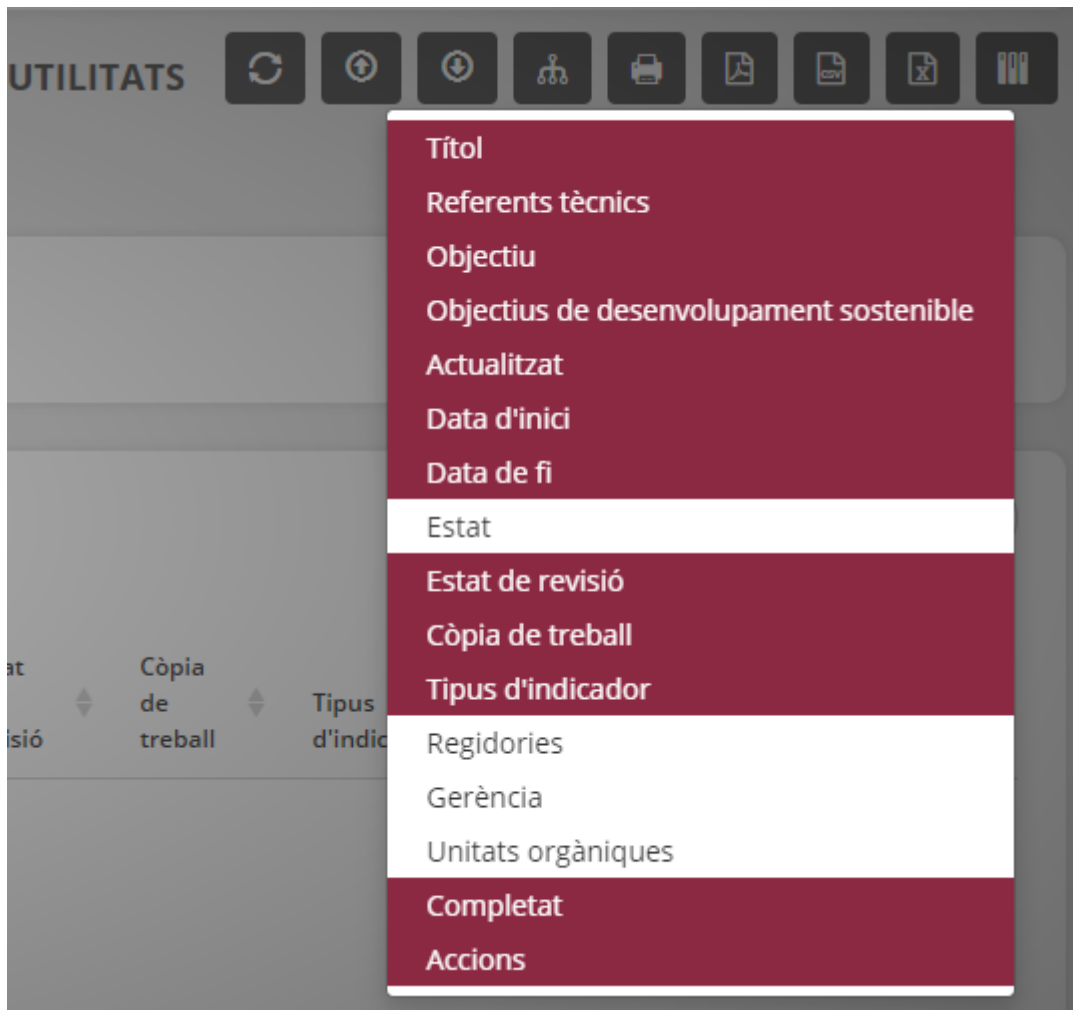 UTILITATS
CSV
X
Títol
Referents tècnics
Objectiu
Objectius de desenvolupament sostenible
Actualitzat
Data d'inici
Data de fi
Estat
Estat de revisió
Còpia de treball
Tipus d'indicador
Regidories
Gerència
Unitats orgàniques
Completat
Accions
Còpia
de
treball
Tipus